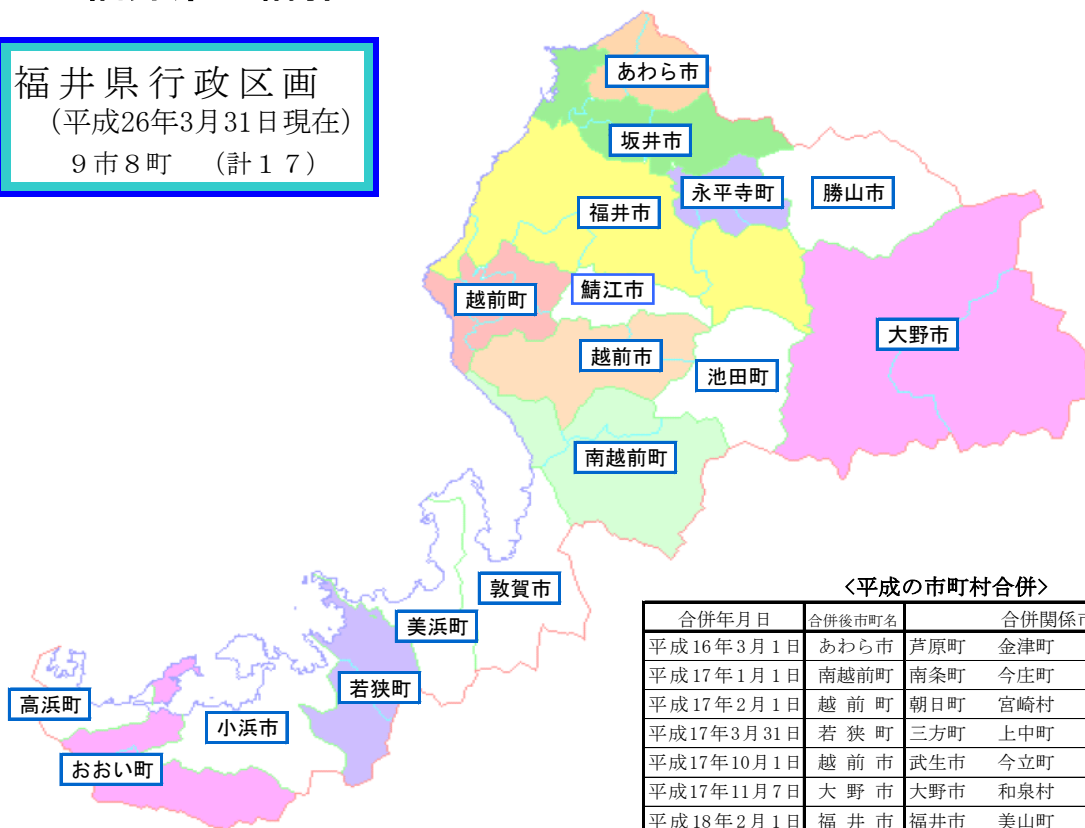 福井県行政区画
（平成26年3月31日現在）
９市８町　（計１７）
あわら市
坂井市
永平寺町
勝山市
福井市
鯖江市
越前町
大野市
越前市
池田町
南越前町
敦賀市
美浜町
若狭町
高浜町
小浜市
おおい町
<平成の市町村合併>
合併年月日 合併後市町名 合併関係市
平成16年3月1日 あわら市 芦原町 金津町
平成17年1月1日 南越前町 南条町 今庄町
平成17年2月1日 越前町 朝日町 宮崎村
平成17年3月31日 若狭町 三方町 上中町
平成17年10月1日 越前市 武生市 今立町
平成17年11月7日 大野市 大野市 和泉村
平成18年2月1日 福井市 福井市 美山町